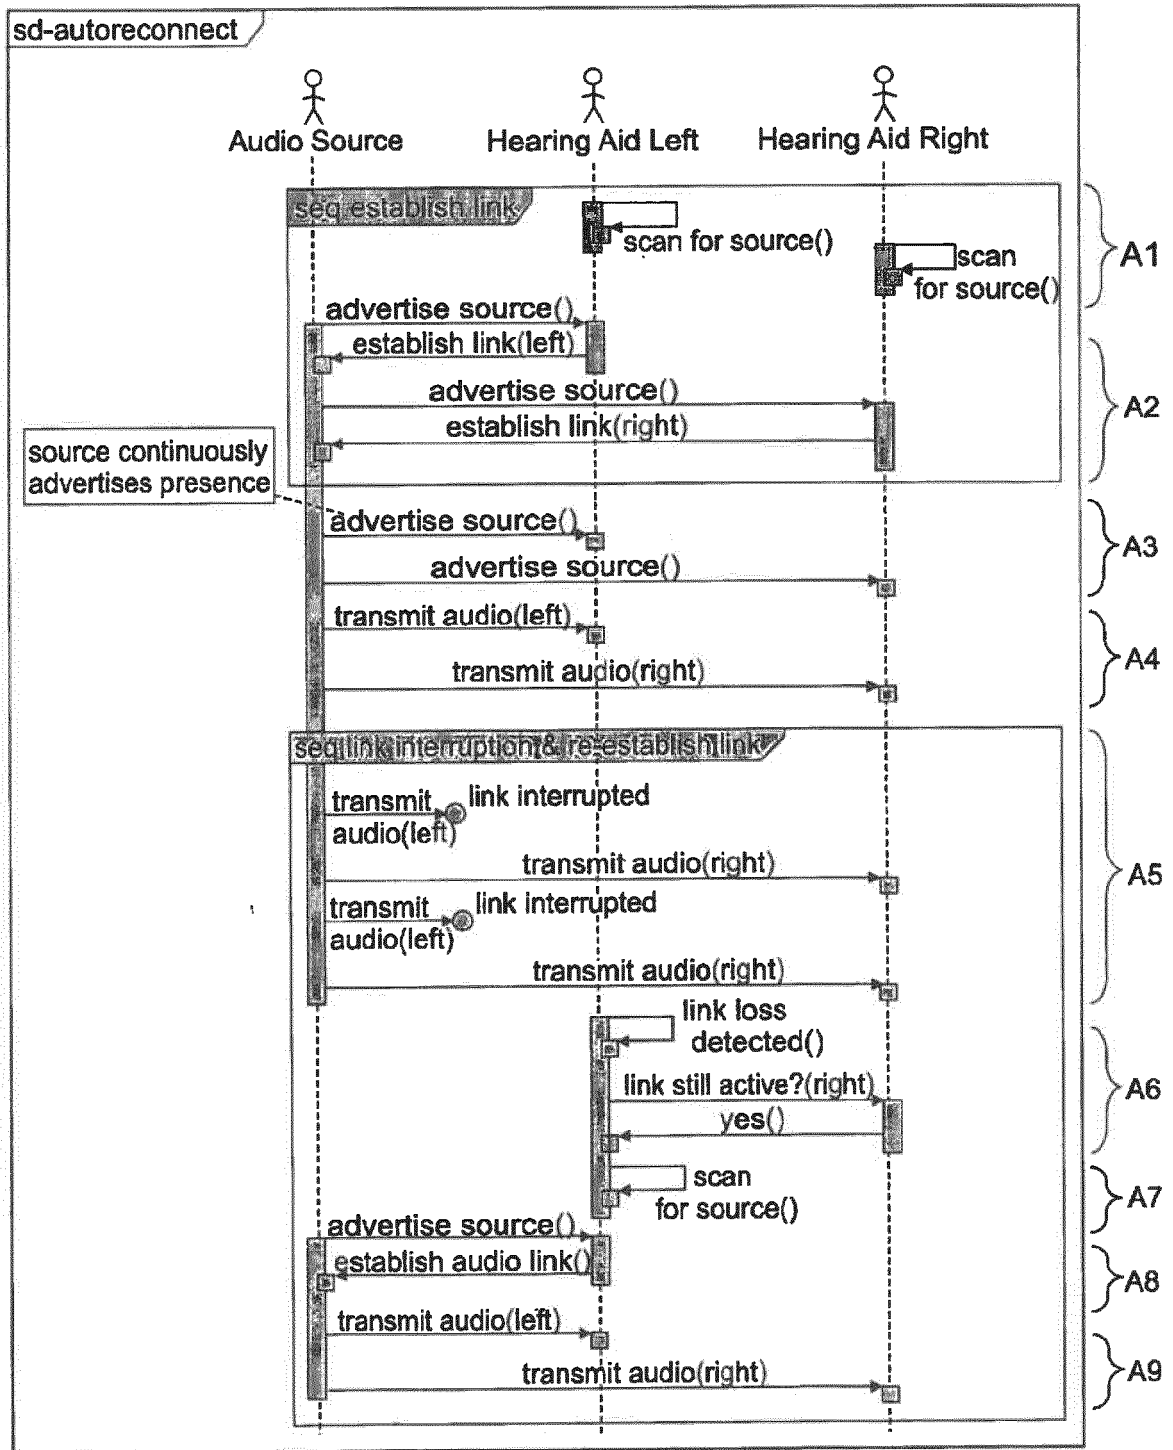 sd-autoreconnect
Audio Source
Hearing Aid Left
Hearing Aid Right
seq establish link
scan for source()
scan
for source()
A1
advertise source()
establish link(left)
advertise source()
establish link(right)
A2
source continuously
advertises presence
advertise source()
advertise source()
A3
transmit audio(left)
transmit audio(right)
A4
seq link interruption & re-establish link
transmit
audio(left)
link interrupted
transmit audio(right)
transmit
audio(left)
link interrupted
transmit audio(right)
A5
link loss
detected()
link still active?(right)
yes()
A6
scan
for source()
A7
advertise source()
establish audio link()
A8
transmit audio(left)
transmit audio(right)
A9